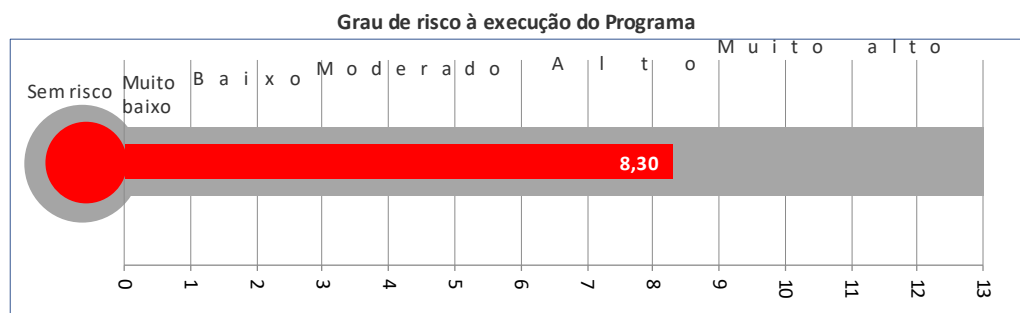 Grau de risco à execução do Programa
Sem risco
Muito
baixo
Baixo
Moderado
Alto
Muito alto
8,30
0
1
2
3
4
5
6
7
8
9
10
11
12
13